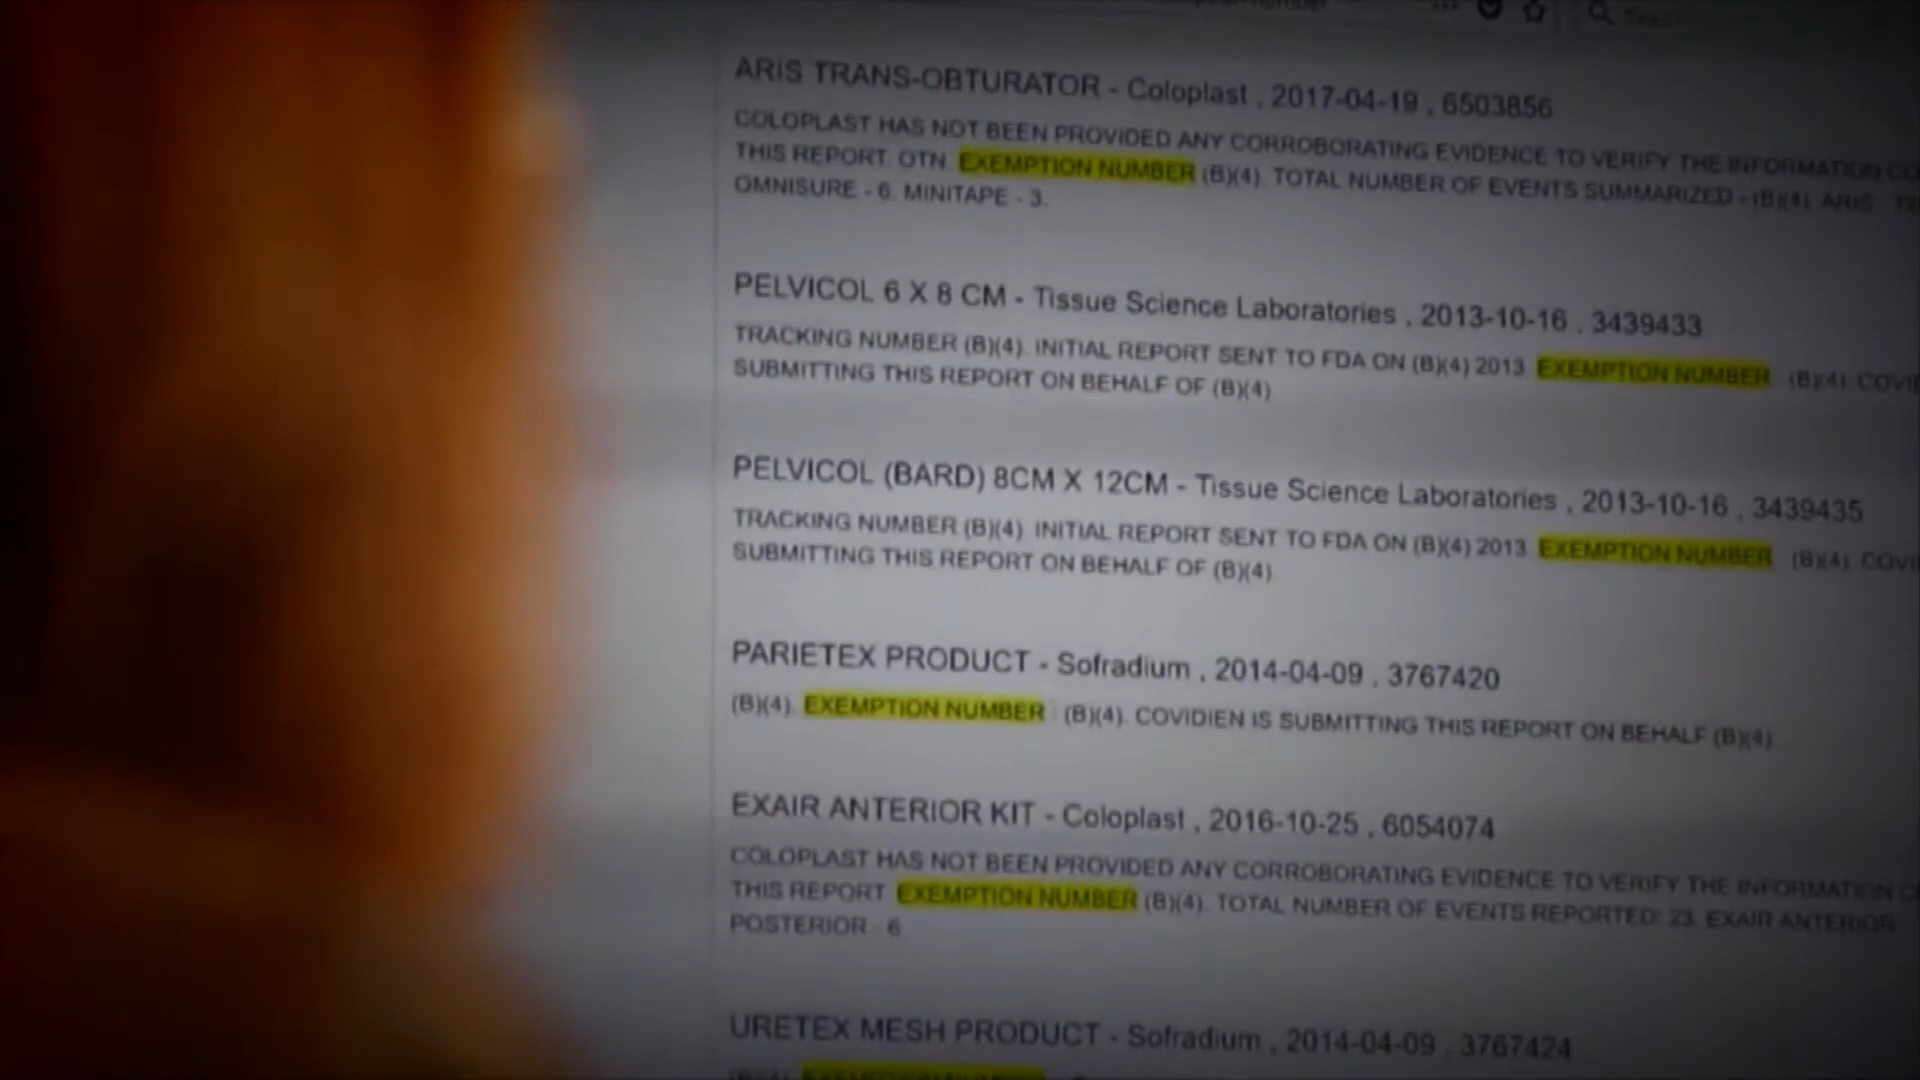 ARIS TRANS-OBTURATOR - Coloplast , 2017-04-19 , 6503856
COLOPLAST HAS NOT BEEN PROVIDED ANY CORROBORATING EVIDENCE TO VERIFY THE INFORMATION
THIS REPORT. OTN EXEMPTION NUMBER (B)(4). TOTAL NUMBER OF EVENTS SUMMARIZED - (B)(4). ARIS -
OMNISURE - 6. MINITAPE - 3.
PELVICOL 6 X 8 CM - Tissue Science Laboratories , 2013-10-16 , 3439433
TRACKING NUMBER (B)(4). INITIAL REPORT SENT TO FDA ON (B)(4) 2013 EXEMPTION NUMBER (B)(4).
SUBMITTING THIS REPORT ON BEHALF OF (B)(4)
PELVICOL (BARD) 8CM X 12CM - Tissue Science Laboratories , 2013-10-16 , 3439435
TRACKING NUMBER (B)(4). INITIAL REPORT SENT TO FDA ON (B)(4) 2013 EXEMPTION NUMBER (B)(4).
SUBMITTING THIS REPORT ON BEHALF OF (B)(4)
PARIETEX PRODUCT - Sofradium , 2014-04-09 , 3767420
(B)(4). EXEMPTION NUMBER (B)(4). COVIDIEN IS SUBMITTING THIS REPORT ON BEHALF (B)(4)
EXAIR ANTERIOR KIT - Coloplast , 2016-10-25 , 6054074
COLOPLAST HAS NOT BEEN PROVIDED ANY CORROBORATING EVIDENCE TO VERIFY THE INFORMATION
THIS REPORT. EXEMPTION NUMBER (B)(4). TOTAL NUMBER OF EVENTS REPORTED: 23. EXAIR ANTERIOR
POSTERIOR - 6
URETEX MESH PRODUCT - Sofradium , 2014-04-09 , 3767424